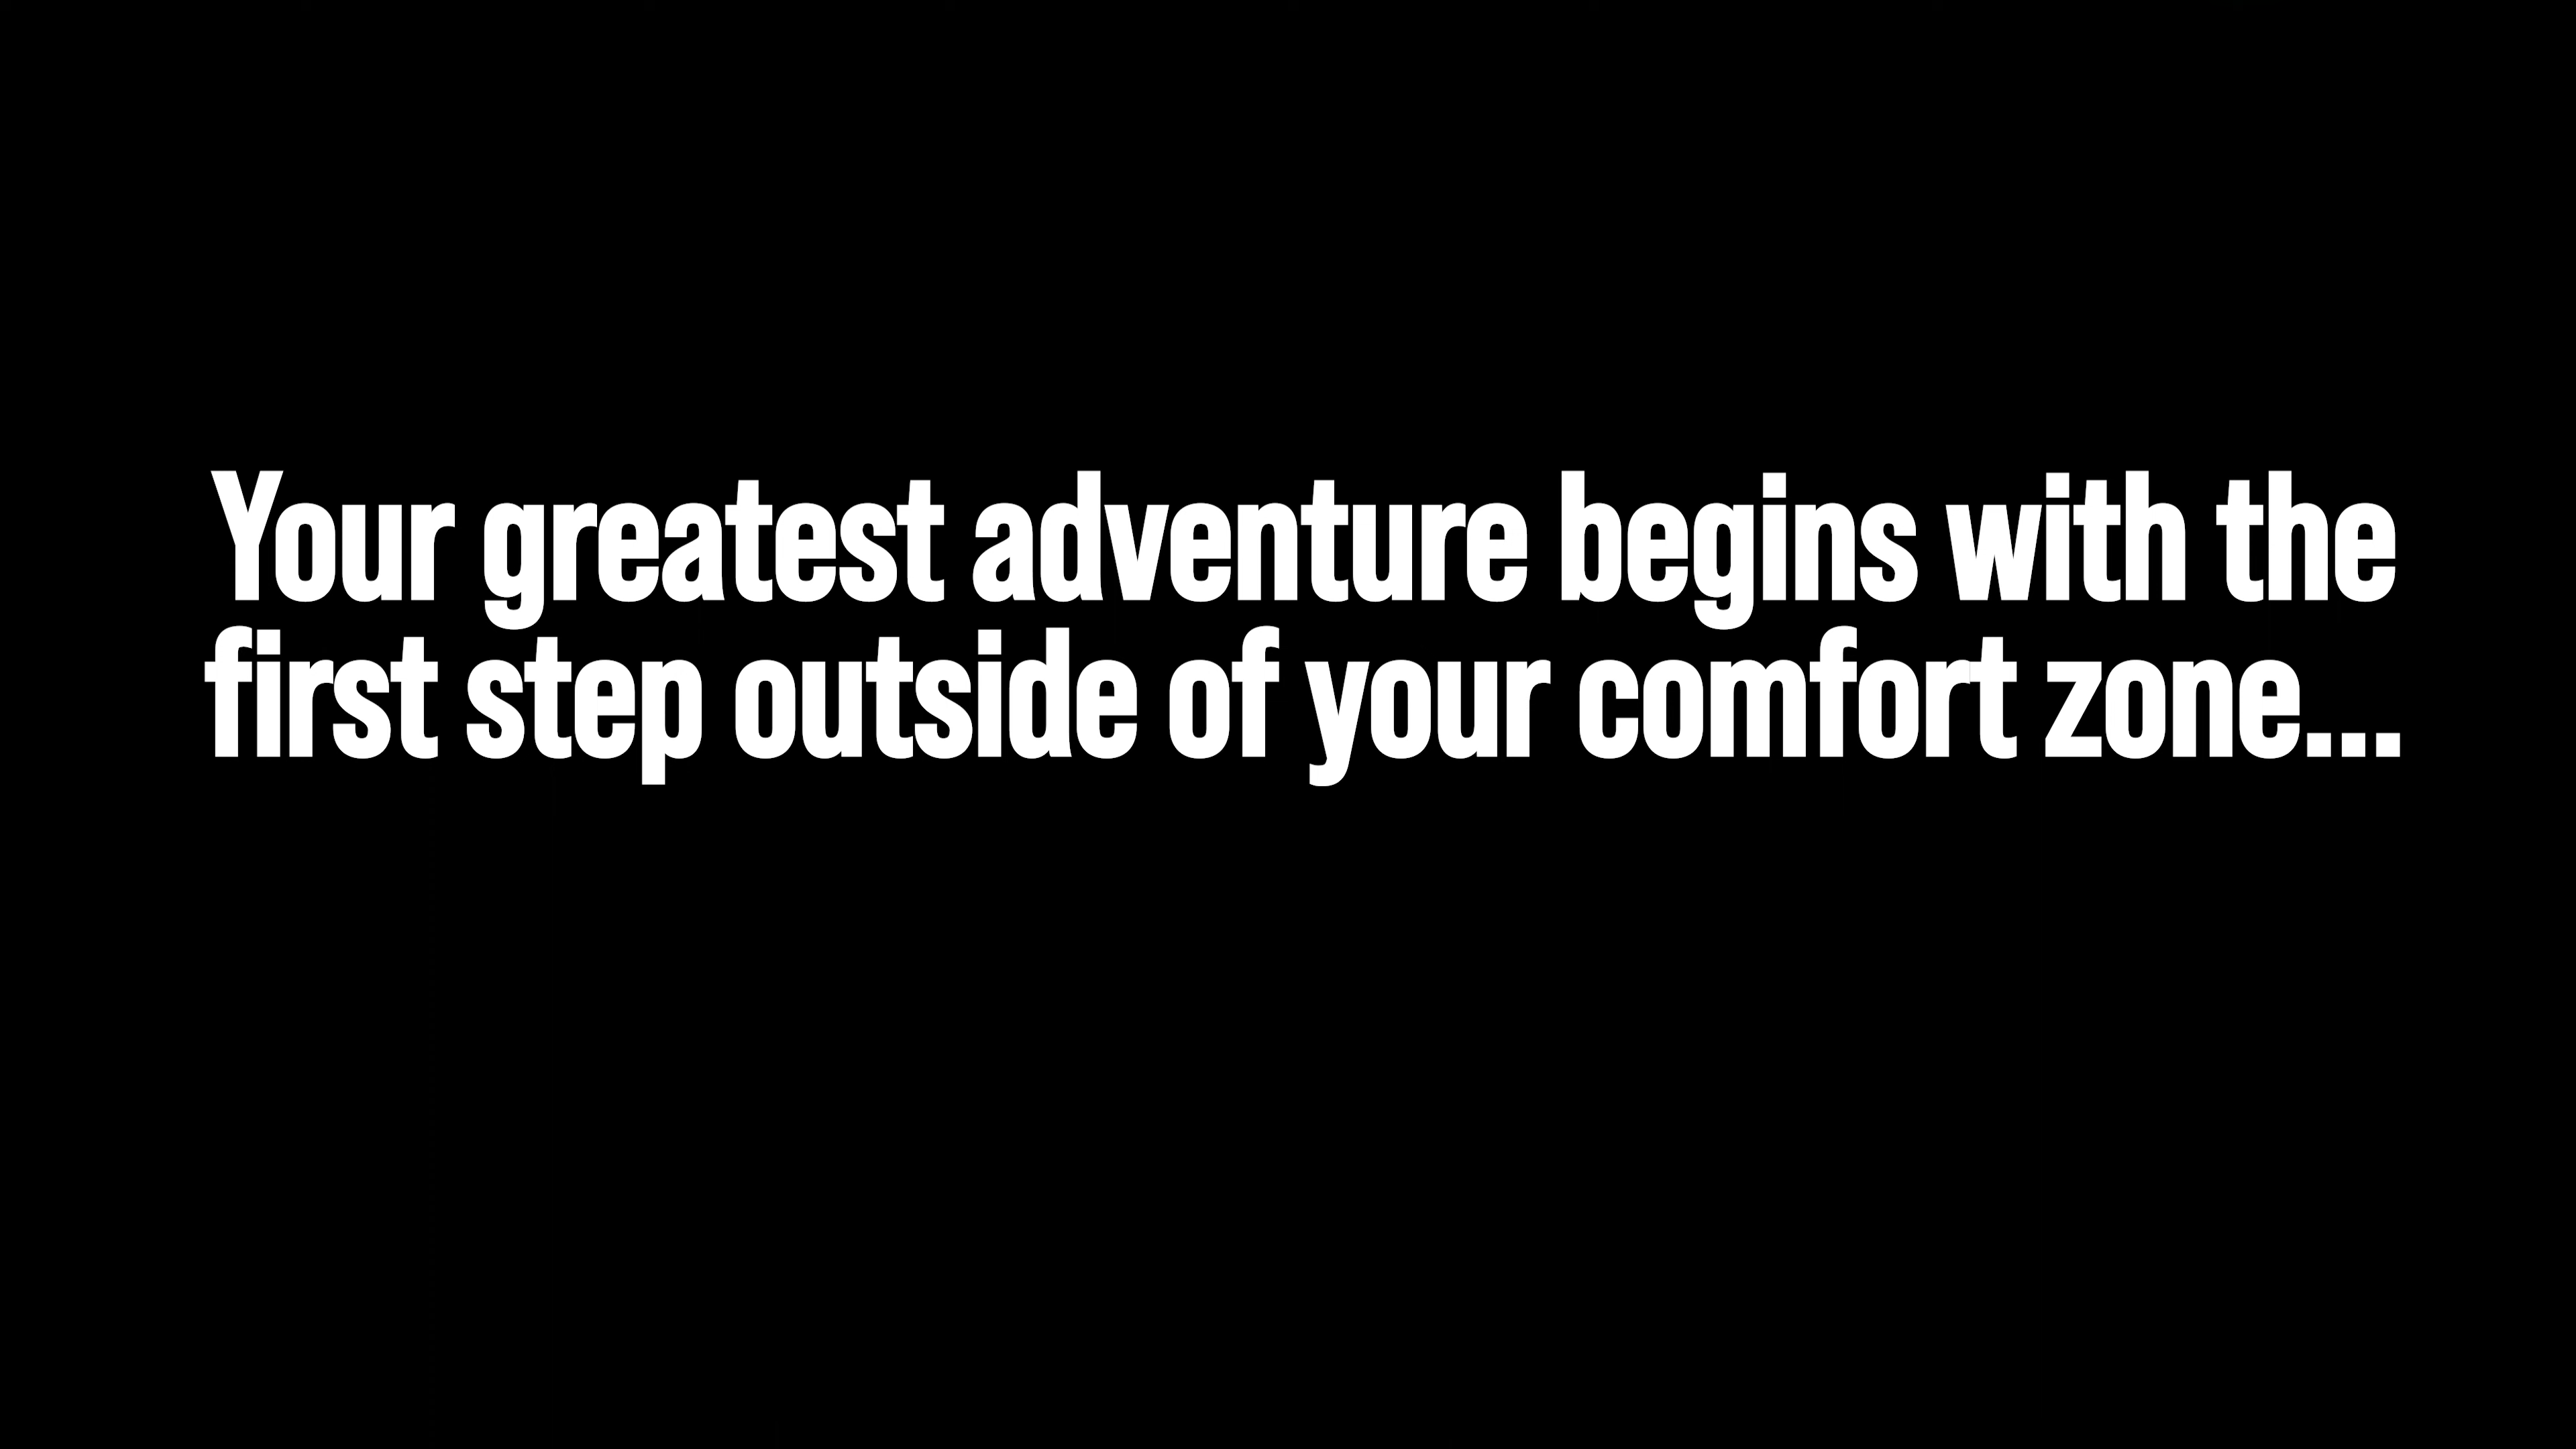 Your greatest adventure begins with the
first step outside of your comfort zone...